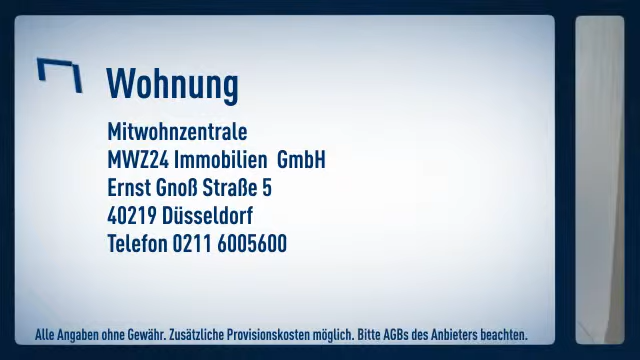 Wohnung
Mitwohnzentrale
MWZ24 Immobilien GmbH
Ernst Gnoß Straße 5
40219 Düsseldorf
Telefon 0211 6005600
Alle Angaben ohne Gewähr. Zusätzliche Provisionskosten möglich. Bitte AGBs des Anbieters beachten.